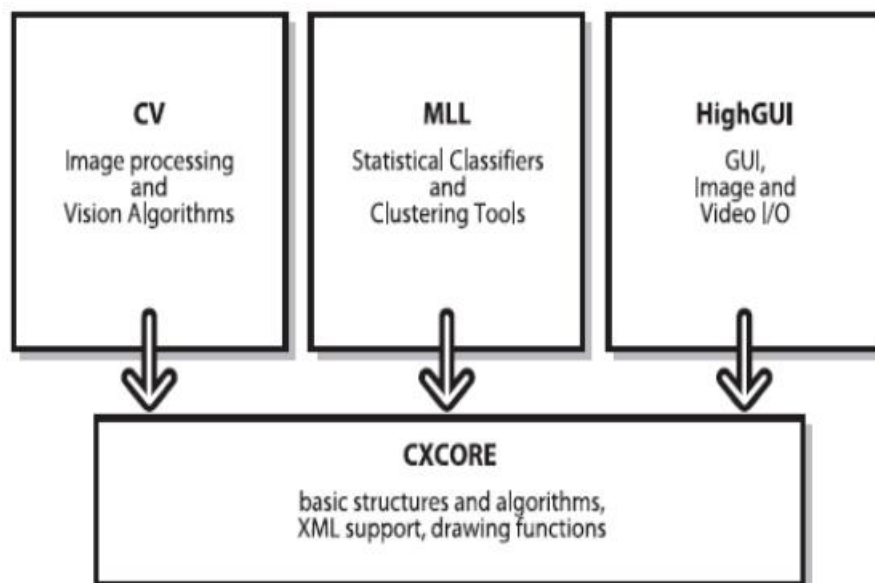 CV
Image processing
and
Vision Algorithms
MLL
Statistical Classifiers
and
Clustering Tools
HighGUI
GUI,
Image and
Video I/O
CXCORE
basic structures and algorithms,
XML support, drawing functions